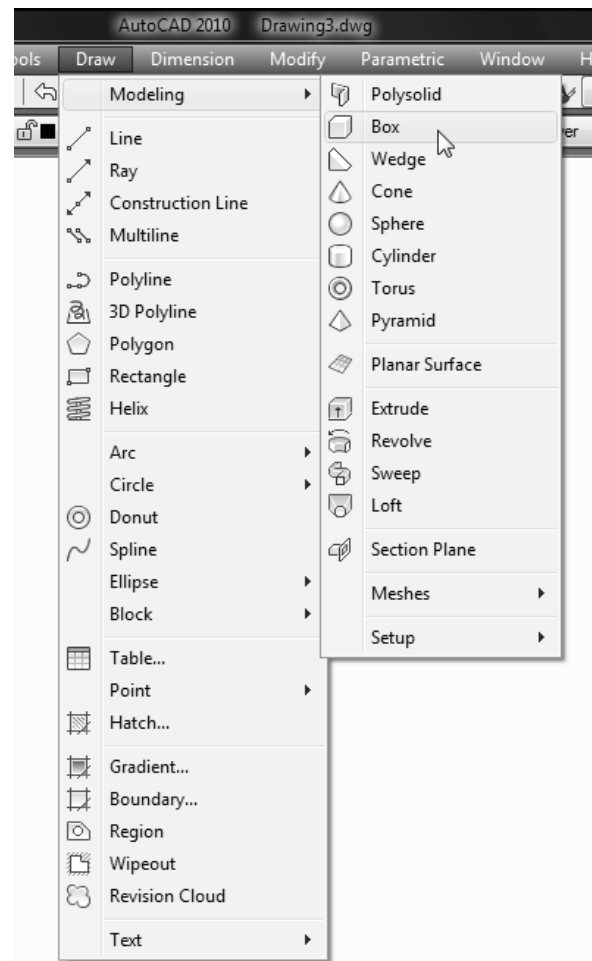 AutoCAD 2010 Drawing3.dwg
ools Draw Dimension Modify Parametric Window H
Modeling
Line
Ray
Construction Line
Multiline
Polyline
3D Polyline
Polygon
Rectangle
Helix
Arc
Circle
Donut
Spline
Ellipse
Block
Table...
Point
Hatch...
Gradient...
Boundary...
Region
Wipeout
Revision Cloud
Text
Polysolid
Box
er
Wedge
Cone
Sphere
Cylinder
Torus
Pyramid
Planar Surface
Extrude
Revolve
Sweep
Loft
Section Plane
Meshes
Setup